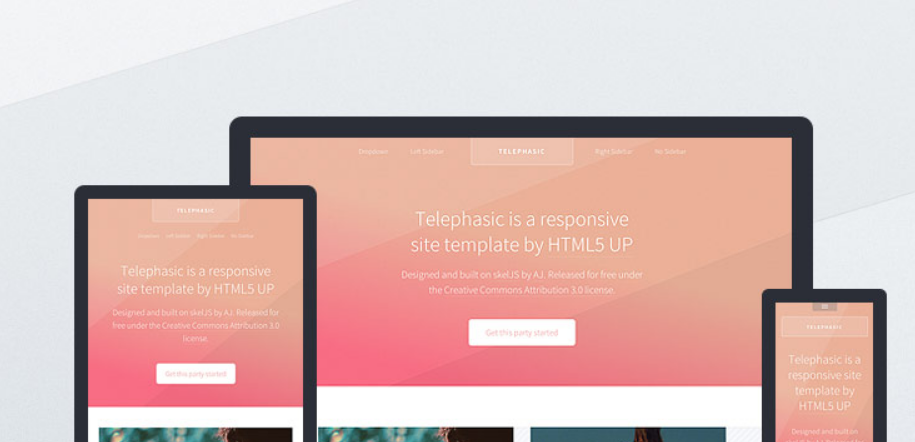 Dropdown Left Sidebar TELEPHASIC Right Sidebar No Sidebar
Telephasic is a responsive
site template by HTML5 UP
Designed and built on skelJS by AJ. Released for free under
the Creative Commons Attribution 3.0 license.
Get this party started
TELEPHASIC
Dropdown Left Sidebar Right Sidebar No Sidebar
Telephasic is a responsive
site template by HTML5 UP
Designed and built on skelJS by AJ. Released for
free under the Creative Commons Attribution 3.0
license.
Get this party started
TELEPHASIC
Telephasic is a
responsive site
template by
HTML5 UP
Designed and built on